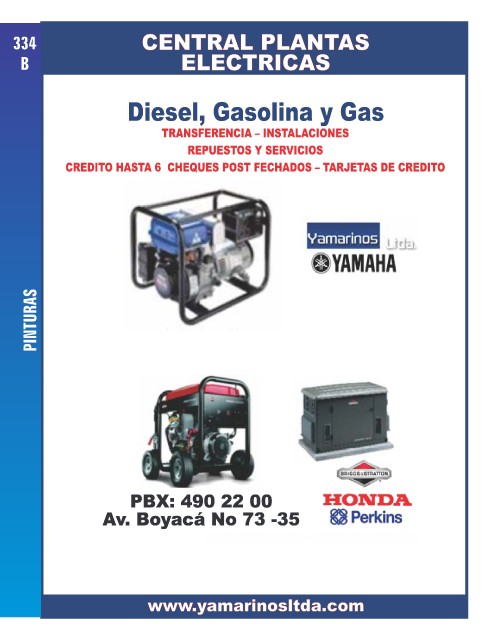 334
B
PINTURAS
CENTRAL PLANTAS
ELECTRICAS
Diesel, Gasolina y Gas
TRANSFERENCIA – INSTALACIONES
REPUESTOS Y SERVICIOS
CREDITO HASTA 6 CHEQUES POST FECHADOS – TARJETAS DE CREDITO
Yamarinos Ltda.
YAMAHA
BRIGGS & STRATTON
HONDA
Perkins
PBX: 490 22 00
Av. Boyacá No 73 -35
www.yamarinosltda.com